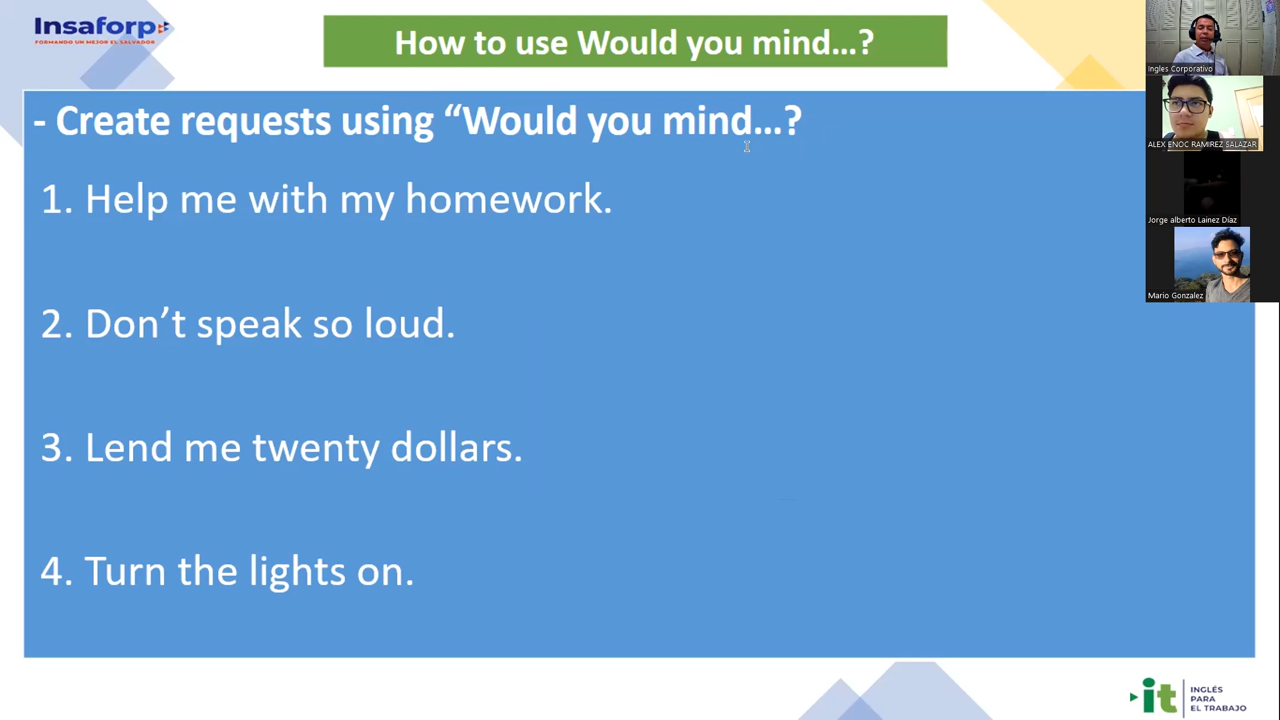 Insaforp
FORMANDO UN MEJOR EL SALVADOR
How to use Would you mind...?
- Create requests using “Would you mind...?
1. Help me with my homework.
2. Don’t speak so loud.
3. Lend me twenty dollars.
4. Turn the lights on.
Ingles Corporativo
ALEX ENOC RAMIREZ SALAZAR
Jorge alberto Lainez Díaz
Mario Gonzalez
it
INGLÉS
PARA
EL TRABAJO